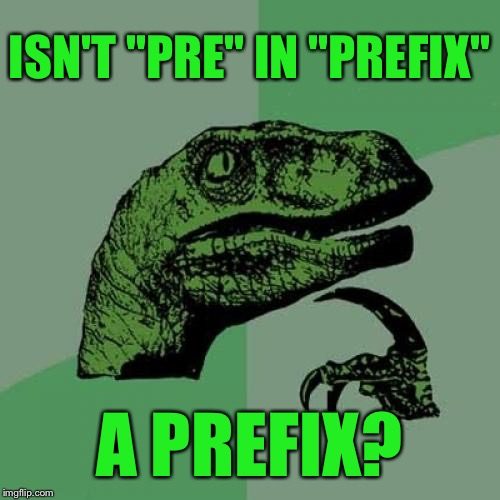 ISN'T "PRE" IN "PREFIX"
A PREFIX?
imgflip.com